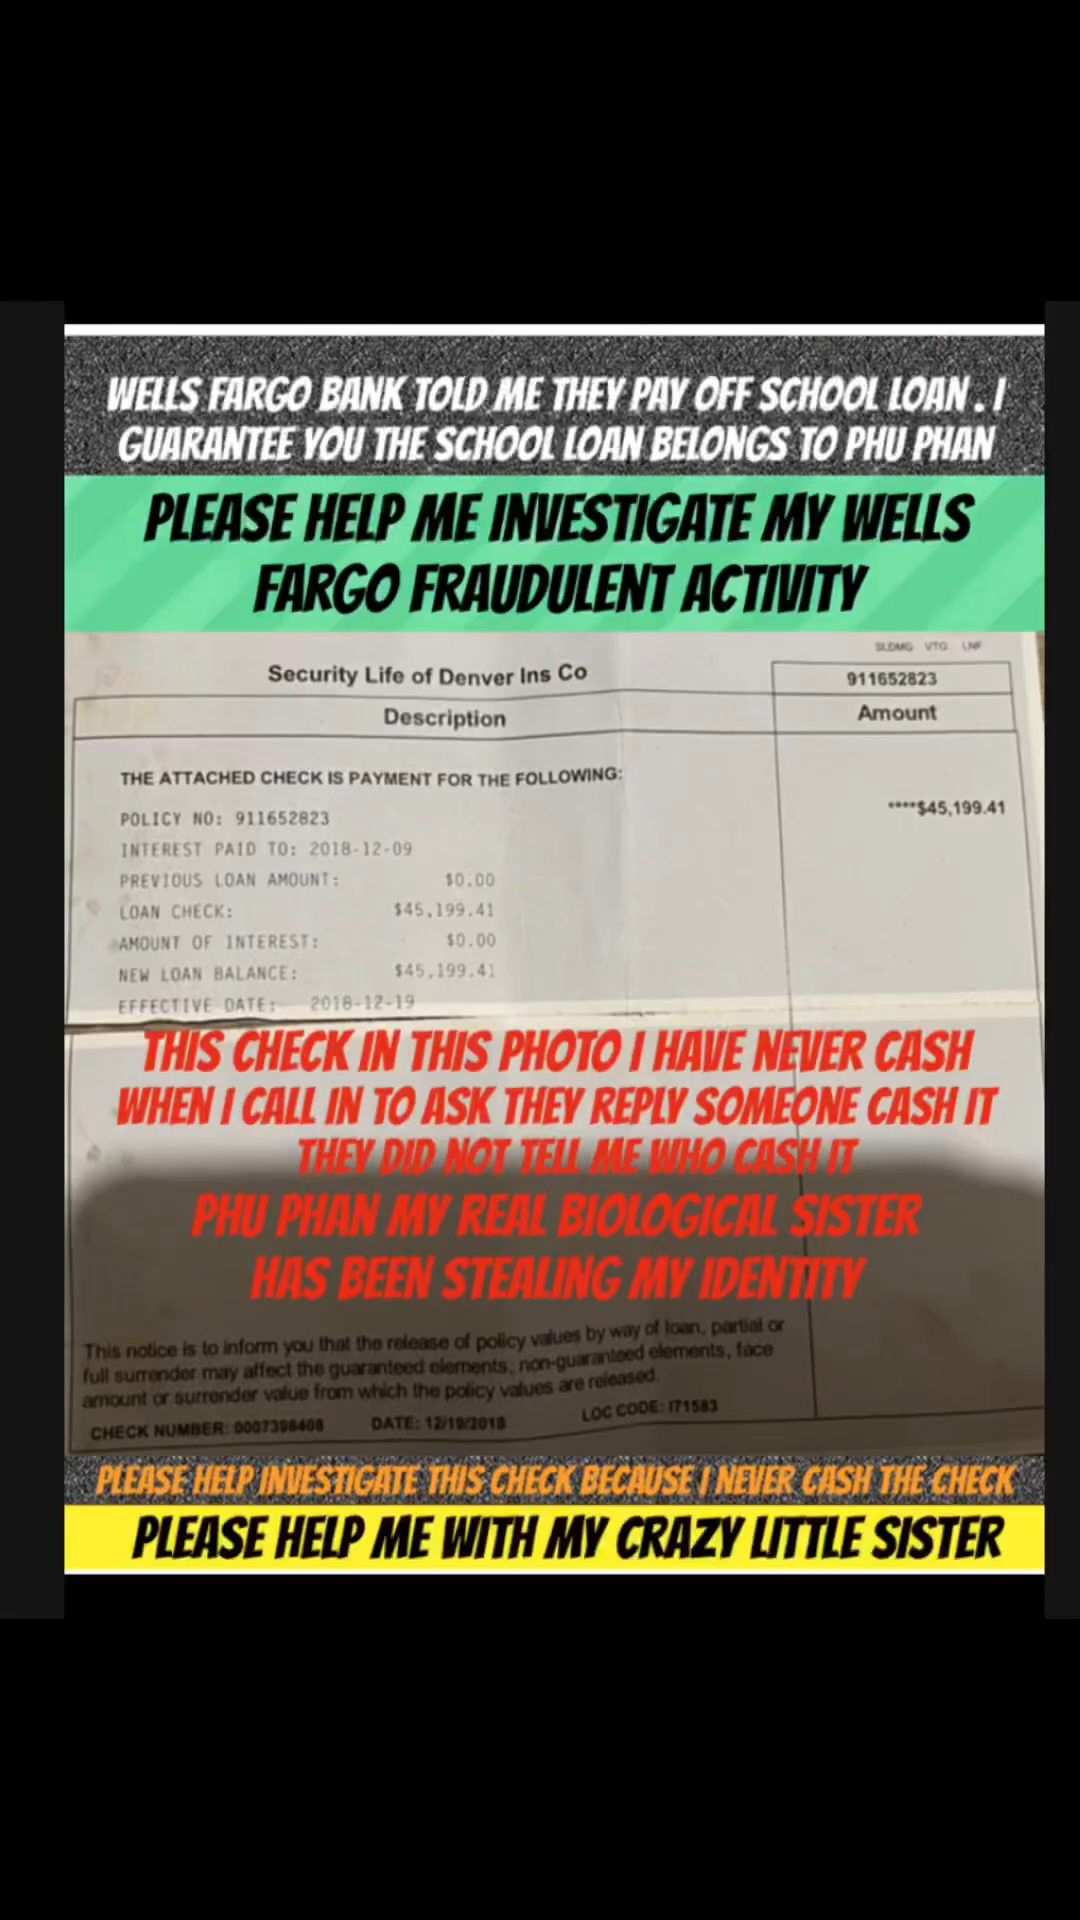 WELLS FARGO BANK TOLD ME THEY PAY OFF SCHOOL LOAN . I
GUARANTEE YOU THE SCHOOL LOAN BELONGS TO PHU PHAN
PLEASE HELP ME INVESTIGATE MY WELLS
FARGO FRAUDULENT ACTIVITY
SLDMG VTG LNF
Security Life of Denver Ins Co
911652823
Description
Amount
THE ATTACHED CHECK IS PAYMENT FOR THE FOLLOWING:
****$45,199.41
POLICY NO: 911652823
INTEREST PAID TO: 2018-12-09
PREVIOUS LOAN AMOUNT: $0.00
LOAN CHECK: $45,199.41
AMOUNT OF INTEREST: $0.00
NEW LOAN BALANCE: $45,199.41
EFFECTIVE DATE: 2018-12-19
THIS CHECK IN THIS PHOTO I HAVE NEVER CASH
WHEN I CALL IN TO ASK THEY REPLY SOMEONE CASH IT
THEY DID NOT TELL ME WHO CASH IT
PHU PHAN MY REAL BIOLOGICAL SISTER
HAS BEEN STEALING MY IDENTITY
This notice is to inform you that the release of policy values by way of loan, partial or
full surrender may affect the guaranteed elements, non-guaranteed elements, face
amount or surrender value from which the policy values are released.
CHECK NUMBER: 0007398408 DATE: 12/19/2018 LOC CODE: I71583
PLEASE HELP INVESTIGATE THIS CHECK BECAUSE I NEVER CASH THE CHECK
PLEASE HELP ME WITH MY CRAZY LITTLE SISTER